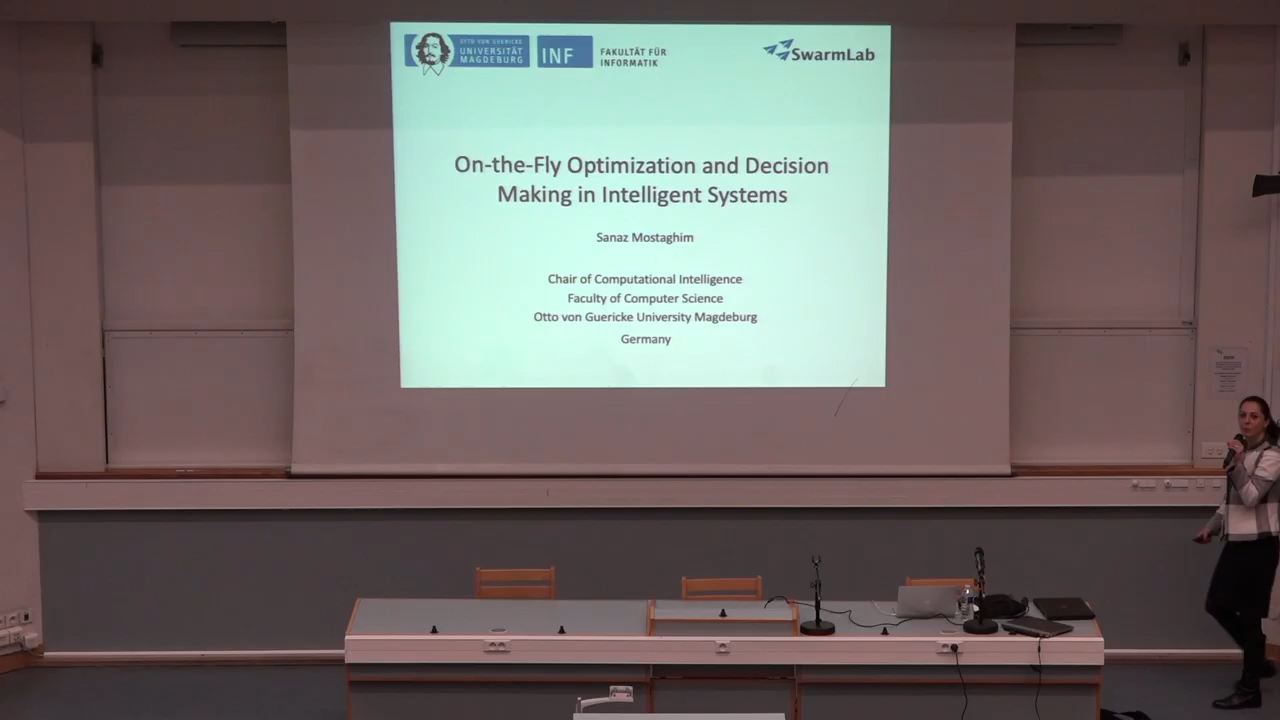 OTTO VON GUERICKE
UNIVERSITÄT
MAGDEBURG
INF
FAKULTÄT FÜR
INFORMATIK
SwarmLab
On-the-Fly Optimization and Decision
Making in Intelligent Systems
Sanaz Mostaghim
Chair of Computational Intelligence
Faculty of Computer Science
Otto von Guericke University Magdeburg
Germany